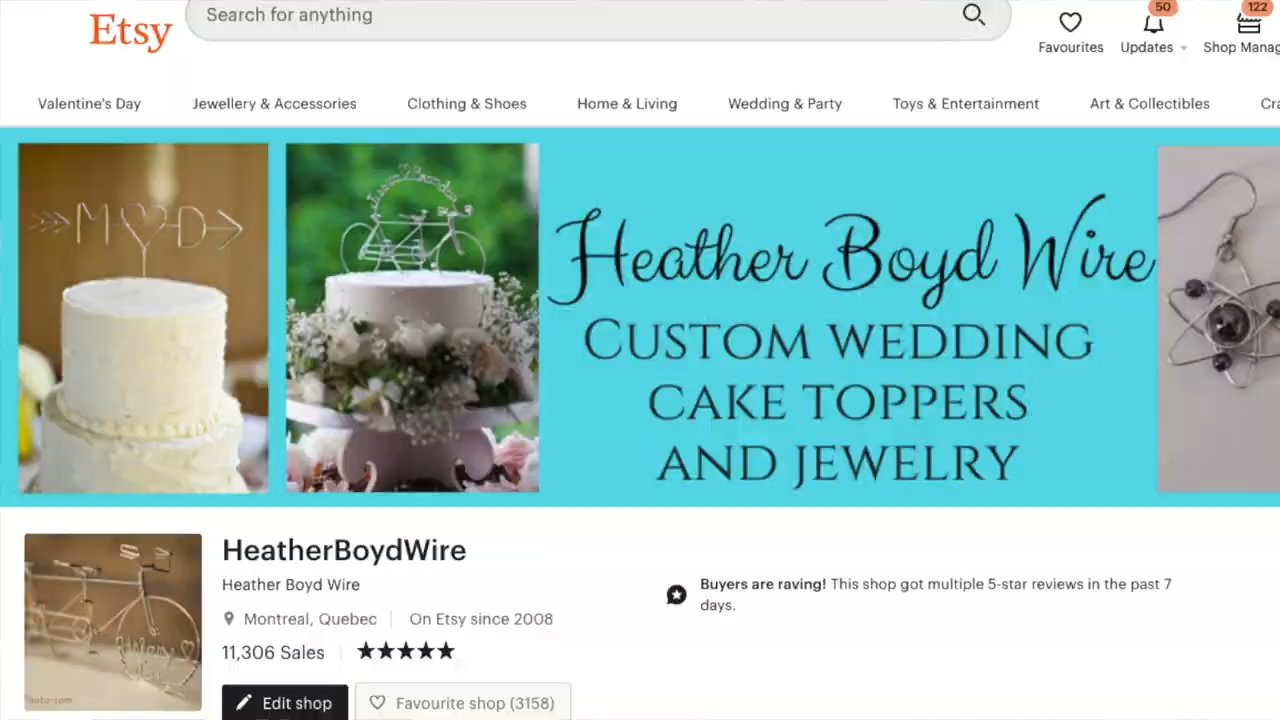 Etsy
Search for anything
50
122
Favourites
Updates
Shop Manag
Valentine's Day
Jewellery & Accessories
Clothing & Shoes
Home & Living
Wedding & Party
Toys & Entertainment
Art & Collectibles
Cra
M D
Heather Boyd Wire
CUSTOM WEDDING
CAKE TOPPERS
AND JEWELRY
HeatherBoydWire
Heather Boyd Wire
Montreal, Quebec
On Etsy since 2008
11,306 Sales
Buyers are raving! This shop got multiple 5-star reviews in the past 7
days.
Edit shop
Favourite shop (3158)